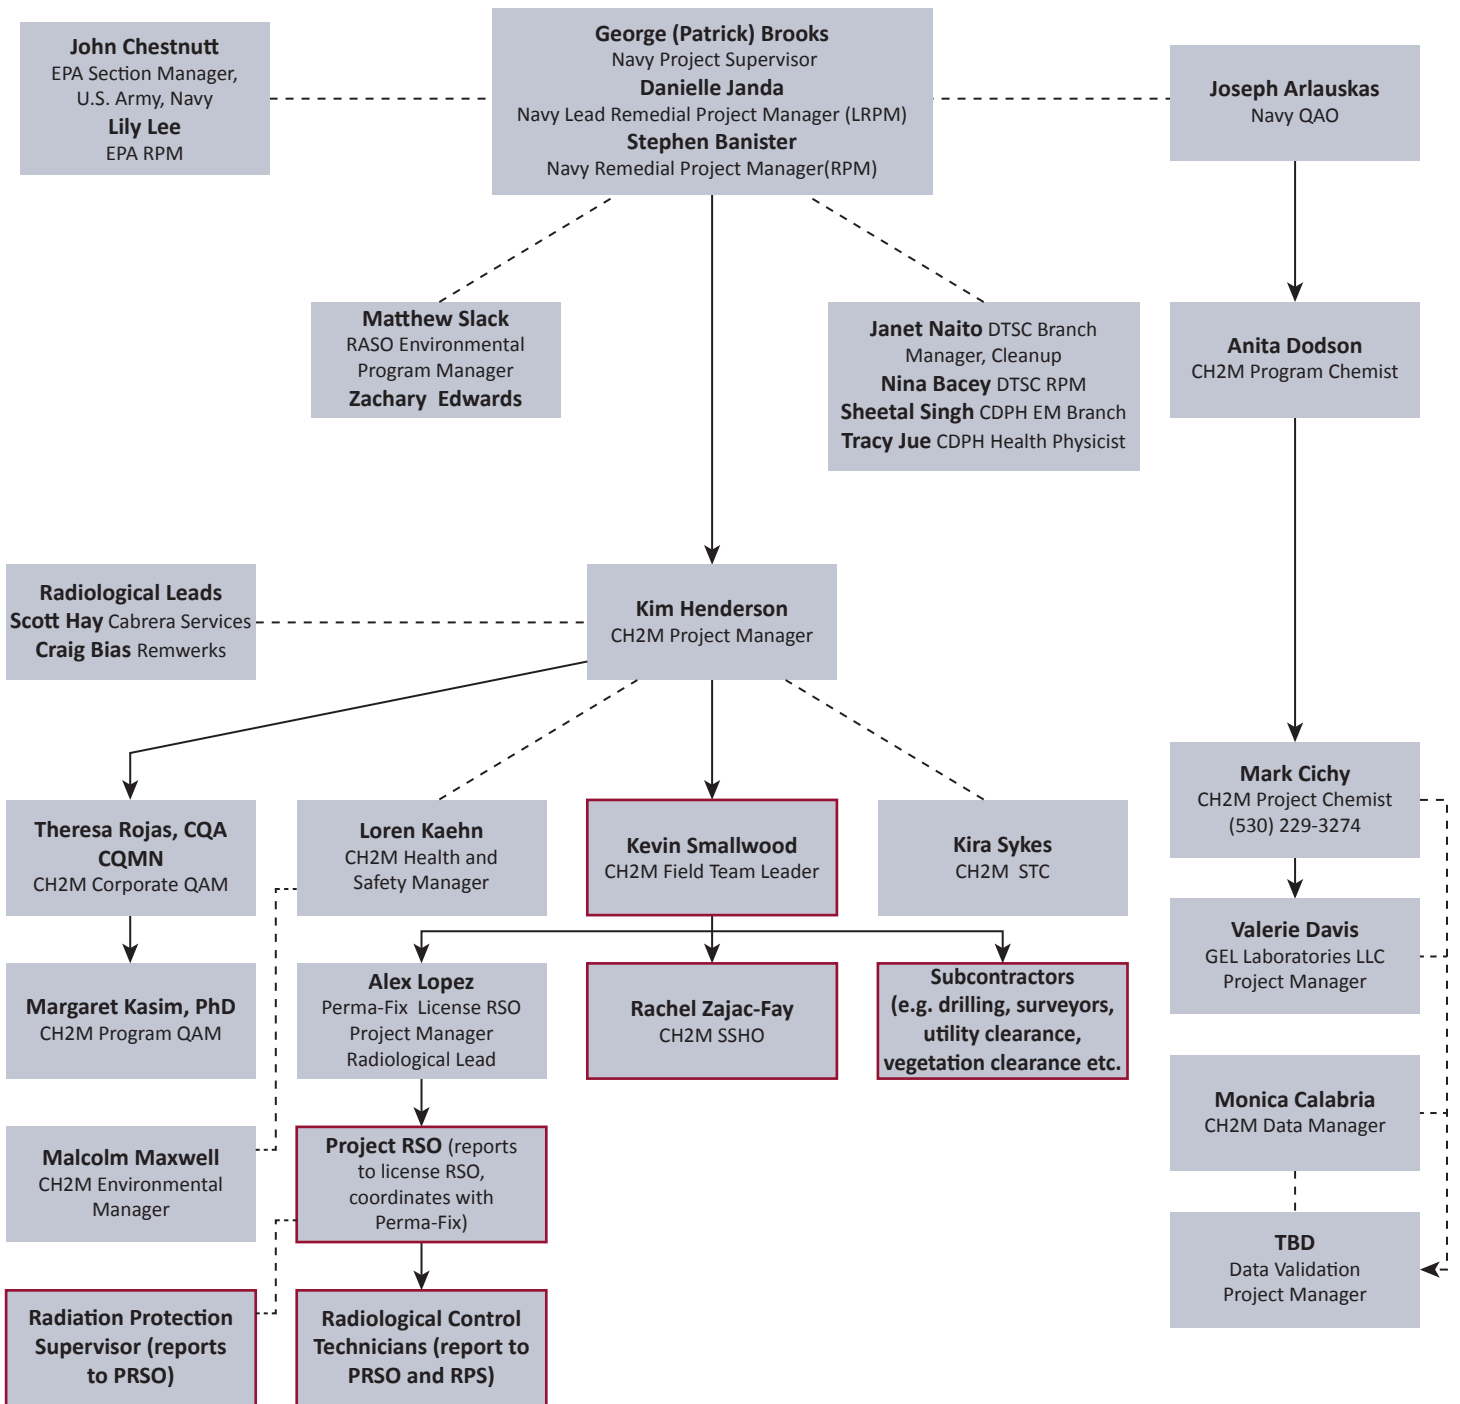 John Chestnutt
EPA Section Manager,
U.S. Army, Navy
Lily Lee
EPA RPM
George (Patrick) Brooks
Navy Project Supervisor
Danielle Janda
Navy Lead Remedial Project Manager (LRPM)
Stephen Banister
Navy Remedial Project Manager(RPM)
Joseph Arlauskas
Navy QAO
Matthew Slack
RASO Environmental
Program Manager
Zachary Edwards
Janet Naito DTSC Branch
Manager, Cleanup
Nina Bacey DTSC RPM
Sheetal Singh CDPH EM Branch
Tracy Jue CDPH Health Physicist
Anita Dodson
CH2M Program Chemist
Radiological Leads
Scott Hay Cabrera Services
Craig Bias Remwerks
Kim Henderson
CH2M Project Manager
Mark Cichy
CH2M Project Chemist
(530) 229-3274
Theresa Rojas, CQA
CQMN
CH2M Corporate QAM
Loren Kaehn
CH2M Health and
Safety Manager
Kevin Smallwood
CH2M Field Team Leader
Kira Sykes
CH2M STC
Valerie Davis
GEL Laboratories LLC
Project Manager
Margaret Kasim, PhD
CH2M Program QAM
Alex Lopez
Perma-Fix License RSO
Project Manager
Radiological Lead
Rachel Zajac-Fay
CH2M SSHO
Subcontractors
(e.g. drilling, surveyors,
utility clearance,
vegetation clearance etc.
Monica Calabria
CH2M Data Manager
Malcolm Maxwell
CH2M Environmental
Manager
Project RSO (reports
to license RSO,
coordinates with
Perma-Fix)
TBD
Data Validation
Project Manager
Radiation Protection
Supervisor (reports
to PRSO)
Radiological Control
Technicians (report to
PRSO and RPS)